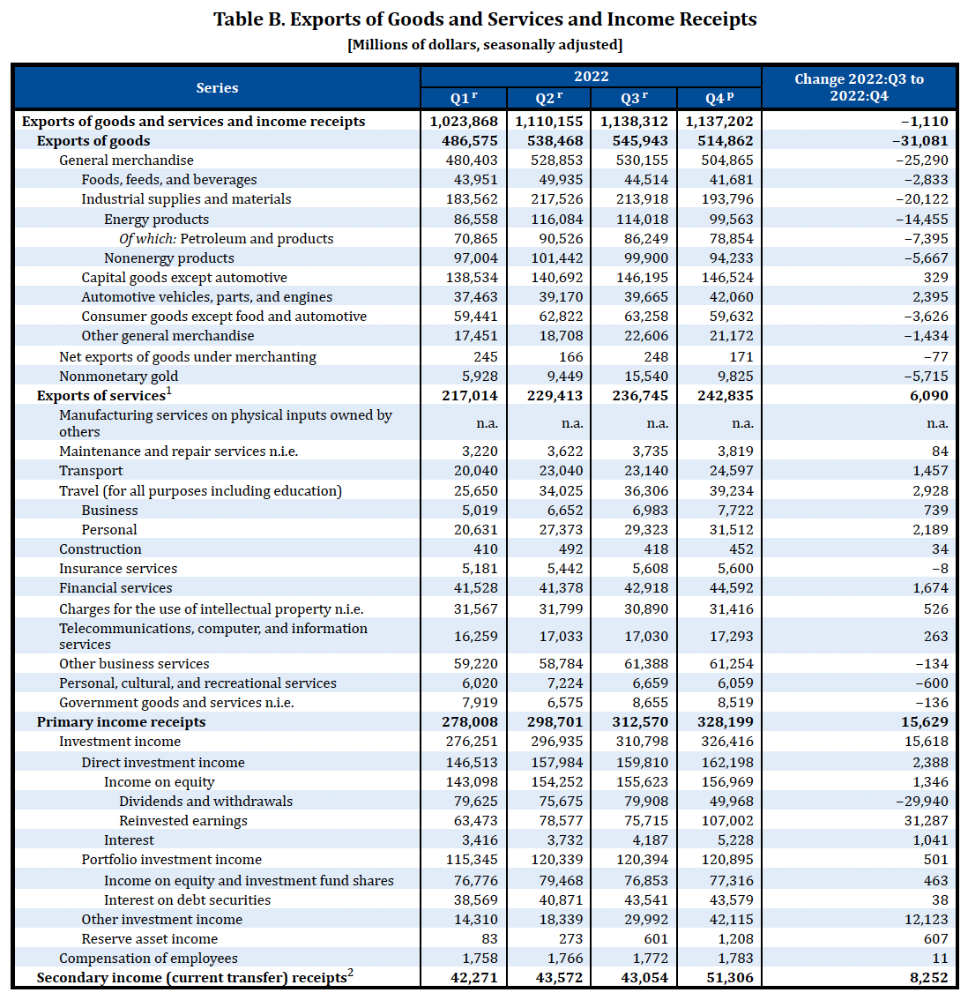 Table B. Exports of Goods and Services and Income Receipts
[Millions of dollars, seasonally adjusted]
Series 2022 Change 2022:Q3 to 2022:Q4
Q1 r Q2 r Q3 r Q4 p
Exports of goods and services and income receipts 1,023,868 1,110,155 1,138,312 1,137,202 −1,110
Exports of goods 486,575 538,468 545,943 514,862 −31,081
General merchandise 480,403 528,853 530,155 504,865 −25,290
Foods, feeds, and beverages 43,951 49,935 44,514 41,681 −2,833
Industrial supplies and materials 183,562 217,526 213,918 193,796 −20,122
Energy products 86,558 116,084 114,018 99,563 −14,455
Of which: Petroleum and products 70,865 90,526 86,249 78,854 −7,395
Nonenergy products 97,004 101,442 99,900 94,233 −5,667
Capital goods except automotive 138,534 140,692 146,195 146,524 329
Automotive vehicles, parts, and engines 37,463 39,170 39,665 42,060 2,395
Consumer goods except food and automotive 59,441 62,822 63,258 59,632 −3,626
Other general merchandise 17,451 18,708 22,606 21,172 −1,434
Net exports of goods under merchanting 245 166 248 171 −77
Nonmonetary gold 5,928 9,449 15,540 9,825 −5,715
Exports of services1 217,014 229,413 236,745 242,835 6,090
Manufacturing services on physical inputs owned by
others n.a. n.a. n.a. n.a. n.a.
Maintenance and repair services n.i.e. 3,220 3,622 3,735 3,819 84
Transport 20,040 23,040 23,140 24,597 1,457
Travel (for all purposes including education) 25,650 34,025 36,306 39,234 2,928
Business 5,019 6,652 6,983 7,722 739
Personal 20,631 27,373 29,323 31,512 2,189
Construction 410 492 418 452 34
Insurance services 5,181 5,442 5,608 5,600 −8
Financial services 41,528 41,378 42,918 44,592 1,674
Charges for the use of intellectual property n.i.e. 31,567 31,799 30,890 31,416 526
Telecommunications, computer, and information
services 16,259 17,033 17,030 17,293 263
Other business services 59,220 58,784 61,388 61,254 −134
Personal, cultural, and recreational services 6,020 7,224 6,659 6,059 −600
Government goods and services n.i.e. 7,919 6,575 8,655 8,519 −136
Primary income receipts 278,008 298,701 312,570 328,199 15,629
Investment income 276,251 296,935 310,798 326,416 15,618
Direct investment income 146,513 157,984 159,810 162,198 2,388
Income on equity 143,098 154,252 155,623 156,969 1,346
Dividends and withdrawals 79,625 75,675 79,908 49,968 −29,940
Reinvested earnings 63,473 78,577 75,715 107,002 31,287
Interest 3,416 3,732 4,187 5,228 1,041
Portfolio investment income 115,345 120,339 120,394 120,895 501
Income on equity and investment fund shares 76,776 79,468 76,853 77,316 463
Interest on debt securities 38,569 40,871 43,541 43,579 38
Other investment income 14,310 18,339 29,992 42,115 12,123
Reserve asset income 83 273 601 1,208 607
Compensation of employees 1,758 1,766 1,772 1,783 11
Secondary income (current transfer) receipts2 42,271 43,572 43,054 51,306 8,252